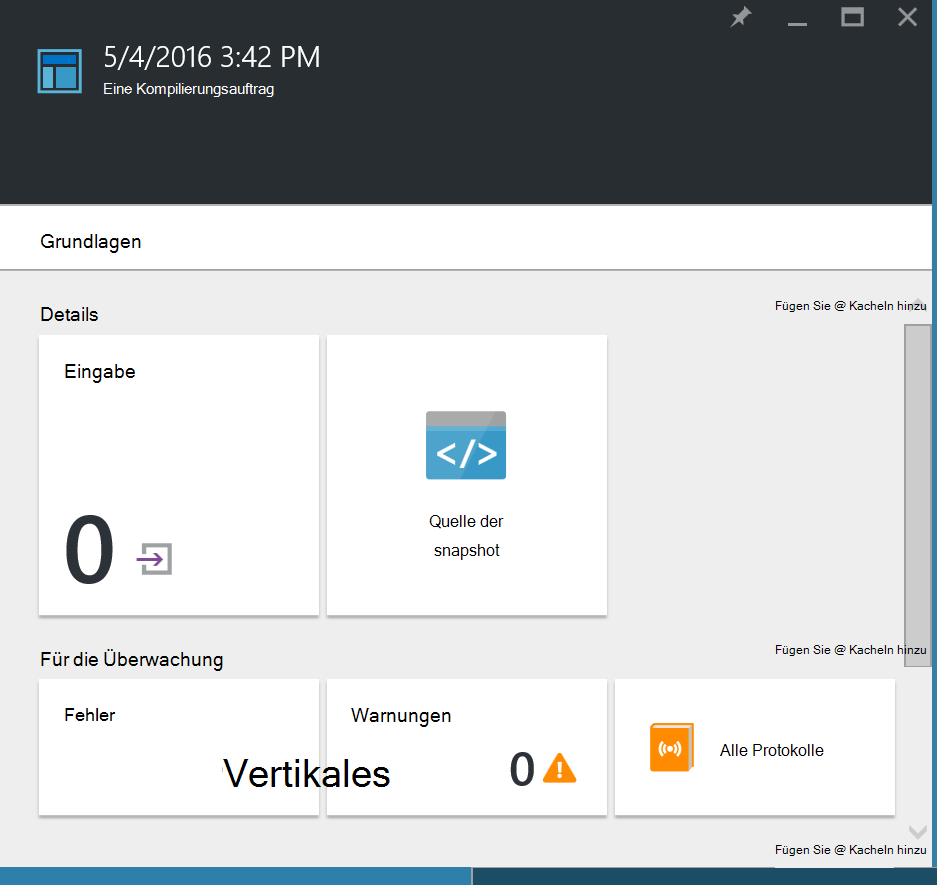 5/4/2016 3:42 PM
Eine Kompilierungsauftrag
Grundlagen
Details
Fügen Sie @ Kacheln hinzu
Eingabe
0
</>
Quelle der
snapshot
Für die Überwachung
Fügen Sie @ Kacheln hinzu
Fehler
Vertikales
Warnungen
0
Alle Protokolle
Fügen Sie @ Kacheln hinzu